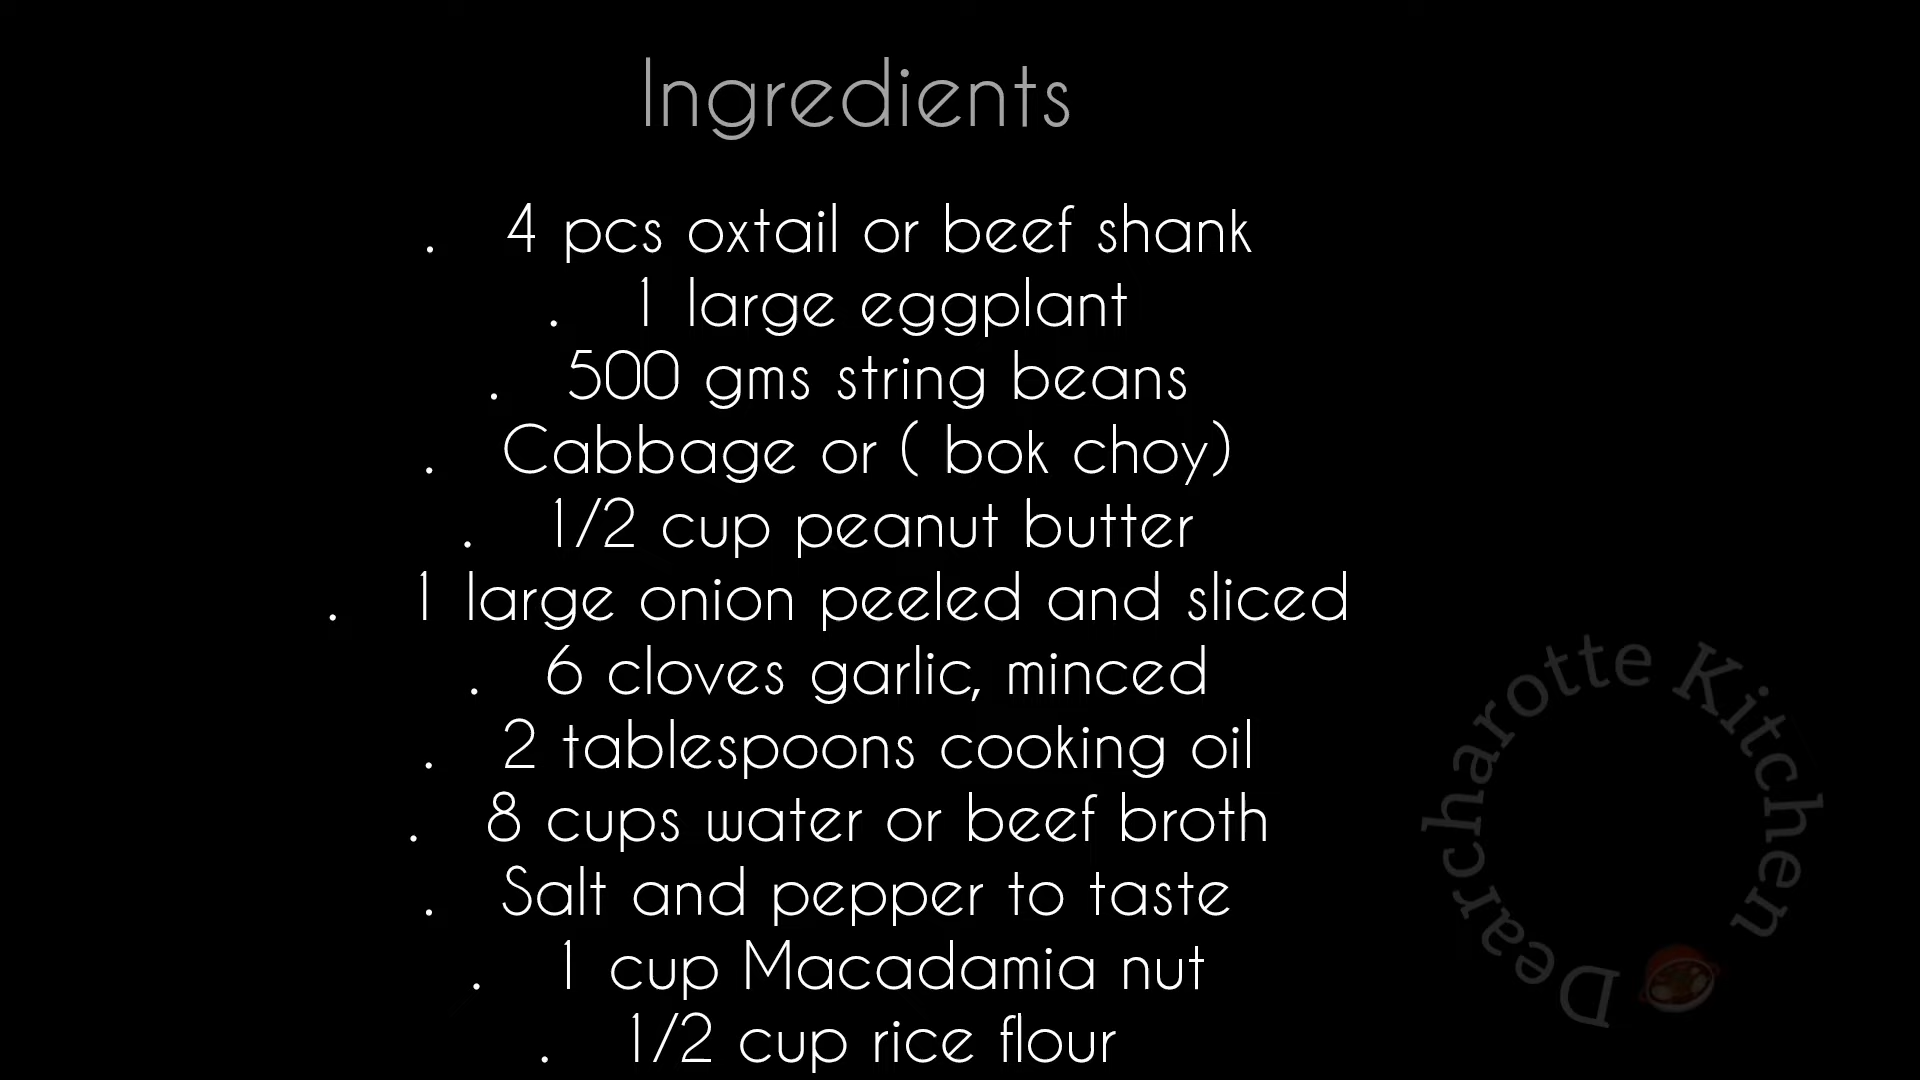 Ingredients
. 4 pcs oxtail or beef shank
. 1 large eggplant
. 500 gms string beans
. Cabbage or ( bok choy)
. 1/2 cup peanut butter
. 1 large onion peeled and sliced
. 6 cloves garlic, minced
. 2 tablespoons cooking oil
. 8 cups water or beef broth
. Salt and pepper to taste
. 1 cup Macadamia nut
. 1/2 cup rice flour
Dearcharotte Kitchen